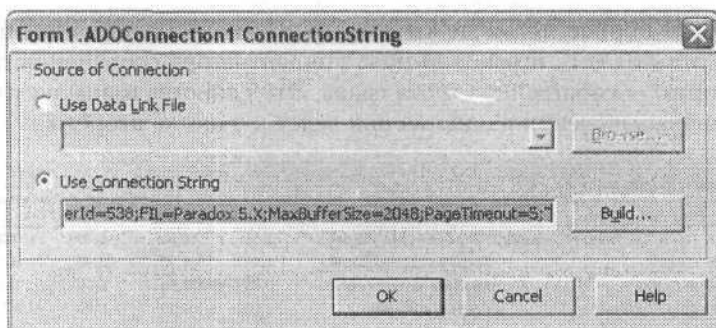 Form1.ADOConnection1 ConnectionString
Source of Connection
Use Data Link File
Browse...
Use Connection String
erId=538;FIL=Paradox 5.X;MaxBufferSize=2048;PageTimeout=5;"
Build...
OK Cancel Help